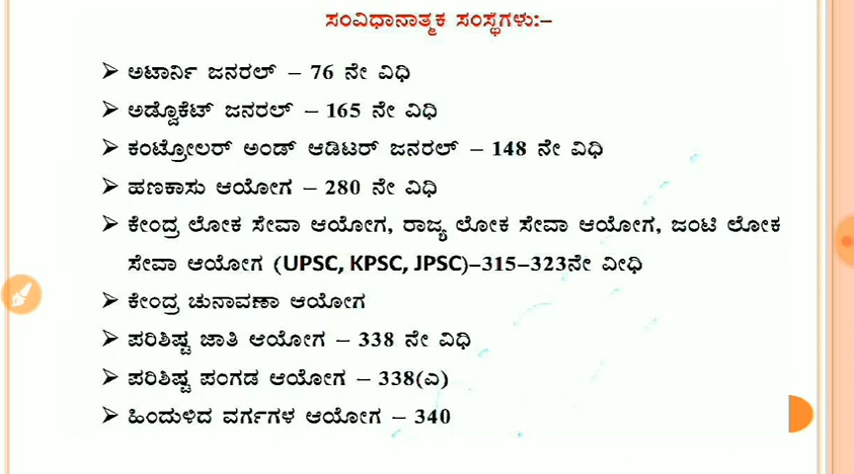 ಸಂವಿಧಾನಾತ್ಮಕ ಸಂಸ್ಥೆಗಳು:–
➢ ಅಟಾರ್ನಿ ಜನರಲ್ – 76 ನೇ ವಿಧಿ
➢ ಅಡ್ವೊಕೆಟ್ ಜನರಲ್ – 165 ನೇ ವಿಧಿ
➢ ಕಂಟ್ರೋಲರ್ ಅಂಡ್ ಆಡಿಟರ್ ಜನರಲ್ – 148 ನೇ ವಿಧಿ
➢ ಹಣಕಾಸು ಆಯೋಗ – 280 ನೇ ವಿಧಿ
➢ ಕೇಂದ್ರ ಲೋಕ ಸೇವಾ ಆಯೋಗ, ರಾಜ್ಯ ಲೋಕ ಸೇವಾ ಆಯೋಗ, ಜಂಟಿ ಲೋಕ
ಸೇವಾ ಆಯೋಗ (UPSC, KPSC, JPSC)–315–323ನೇ ವೀಧಿ
➢ ಕೇಂದ್ರ ಚುನಾವಣಾ ಆಯೋಗ
➢ ಪರಿಶಿಷ್ಟ ಜಾತಿ ಆಯೋಗ – 338 ನೇ ವಿಧಿ
➢ ಪರಿಶಿಷ್ಟ ಪಂಗಡ ಆಯೋಗ – 338(ಎ)
➢ ಹಿಂದುಳಿದ ವರ್ಗಗಳ ಆಯೋಗ – 340